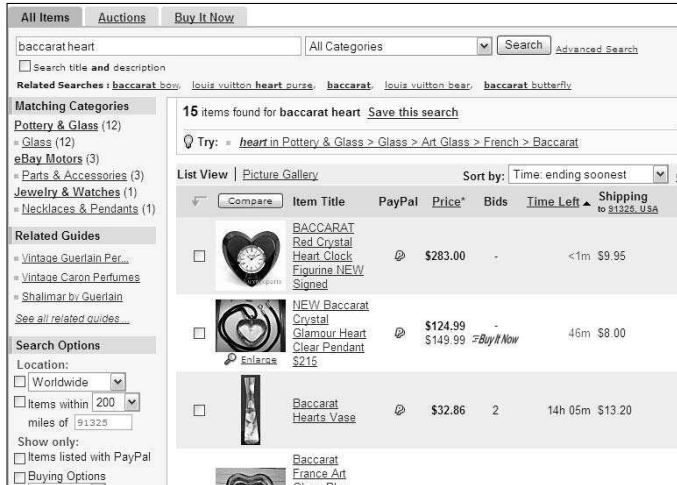 All Items Auctions Buy It Now
baccarat heart All Categories Search Advanced Search
Search title and description
Related Searches : baccarat bow, louis vuitton heart purse, baccarat, louis vuitton bear, baccarat butterfly
Matching Categories
Pottery & Glass (12)
Glass (12)
eBay Motors (3)
Parts & Accessories (3)
Jewelry & Watches (1)
Necklaces & Pendants (1)
Related Guides
Vintage Guerlain Per...
Vintage Caron Perfumes
Shalimar by Guerlain
See all related guides ...
Search Options
Location:
Worldwide
Items within 200
miles of 91325
Show only:
Items listed with PayPal
Buying Options
15 items found for baccarat heart Save this search
Try: heart in Pottery & Glass > Glass > Art Glass > French > Baccarat
List View | Picture Gallery Sort by: Time: ending soonest
Compare Item Title PayPal Price* Bids Time Left Shipping
to 91325, USA
BACCARAT
Red Crystal
Heart Clock
Figurine NEW
Signed
$283.00 - <1m $9.95
NEW Baccarat
Crystal
Glamour Heart
Clear Pendant
$215
Enlarge
$124.99 -
$149.99 =Buy It Now 46m $8.00
Baccarat
Hearts Vase
$32.86 2 14h 05m $13.20
Baccarat
France Art